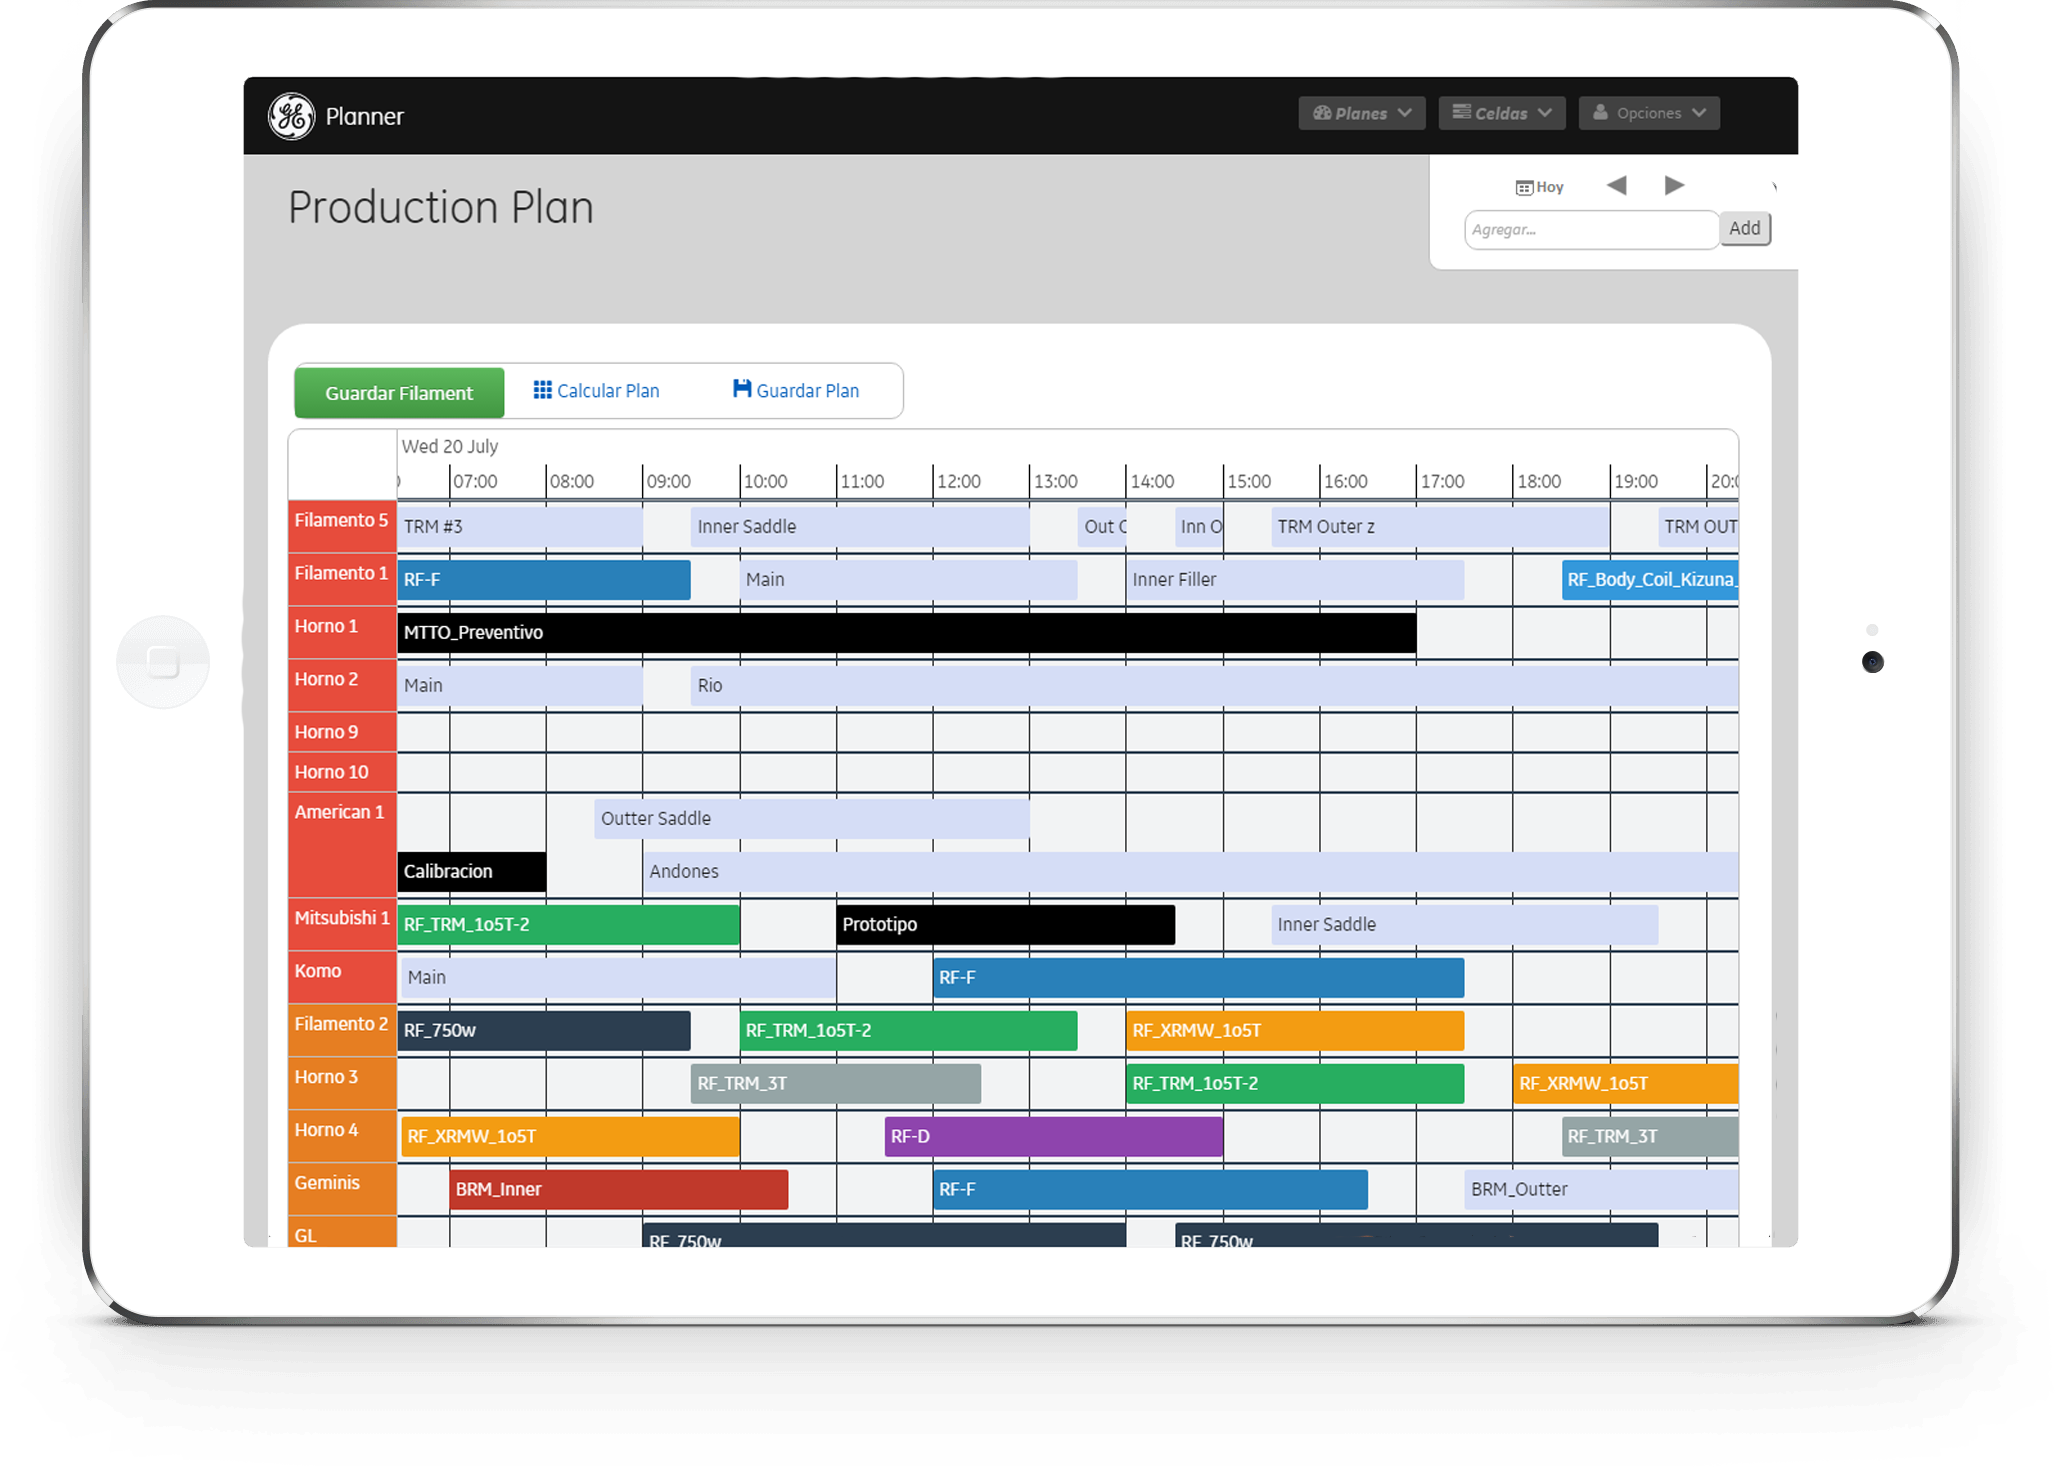 GE Planner
Planes
Celdas
Opciones
Production Plan
Hoy
Agregar...
Add
Guardar Filament
Calcular Plan
Guardar Plan
Wed 20 July
07:00 08:00 09:00 10:00 11:00 12:00 13:00 14:00 15:00 16:00 17:00 18:00 19:00 20:0
Filamento 5 TRM #3 Inner Saddle Out Inn O TRM Outer z TRM OUT
Filamento 1 RF-F Main Inner Filler RF_Body_Coil_Kizuna_
Horno 1 MTTO_Preventivo
Horno 2 Main Rio
Horno 9
Horno 10
American 1 Outter Saddle
Calibracion Andones
Mitsubishi 1 RF_TRM_1o5T-2 Prototipo Inner Saddle
Komo Main RF-F
Filamento 2 RF_750w RF_TRM_1o5T-2 RF_XRMW_1o5T
Horno 3 RF_TRM_3T RF_TRM_1o5T-2 RF_XRMW_1o5T
Horno 4 RF_XRMW_1o5T RF-D RF_TRM_3T
Geminis BRM_Inner RF-F BRM_Outter
GL RF_750w RF_750w